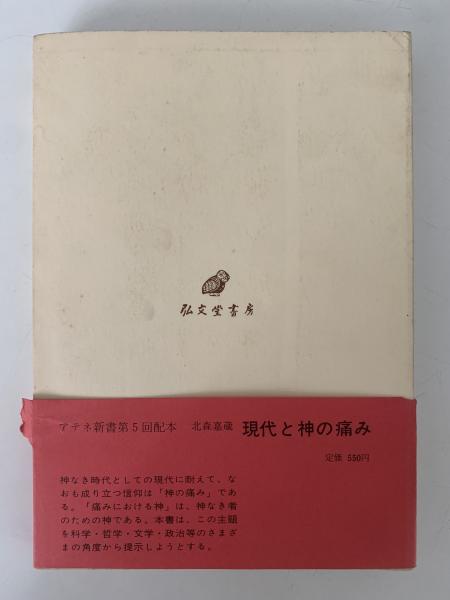 弘文堂書房
アテネ新書第5回配本 北森嘉蔵 現代と神の痛み
定価 550円
神なき時代としての現代に耐えて、な
おも成り立つ信仰は「神の痛み」であ
る。「痛みにおける神」は、神なき者
のための神である。本書は、この主題
を科学・哲学・文学・政治等のさまざ
まの角度から提示しようとする。